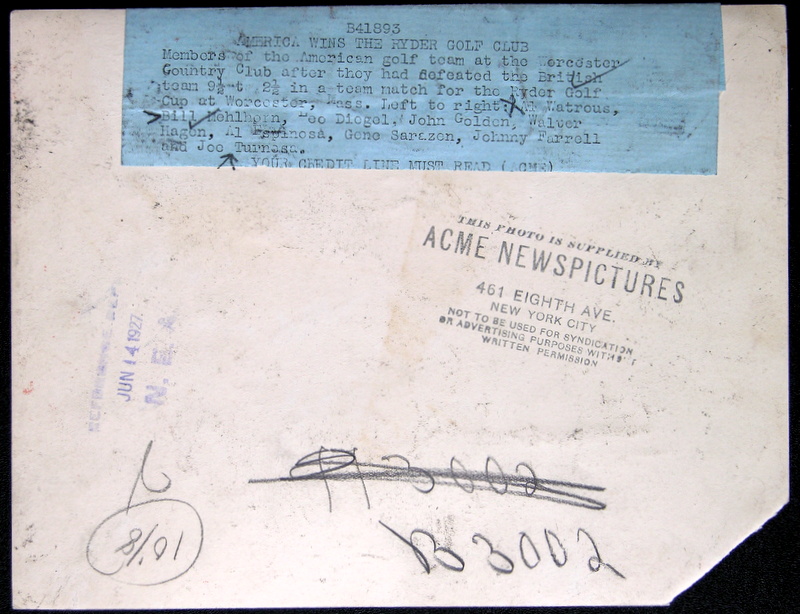 B41893
AMERICA WINS THE RYDER GOLF CLUB
Members of the American golf team at the Worcester
Country Club after they had defeated the British
team 9½ t 2½ in a team match for the Ryder Golf
Cup at Worcester, Mass. Left to right: Al Watrous,
Bill Mehlhorn, Leo Diegel, John Golden, Walter
Hagen, Al Espinosa, Gene Sarazen, Johnny Farrell
and Joe Turnesa.
YOUR CREDIT LINE MUST READ (ACME)
THIS PHOTO IS SUPPLIED BY
ACME NEWSPICTURES
461 EIGHTH AVE.
NEW YORK CITY
NOT TO BE USED FOR SYNDICATION
OR ADVERTISING PURPOSES WITH
WRITTEN PERMISSION
JUN 14 1927
N. E. A.
2
10/8
3002
B3002